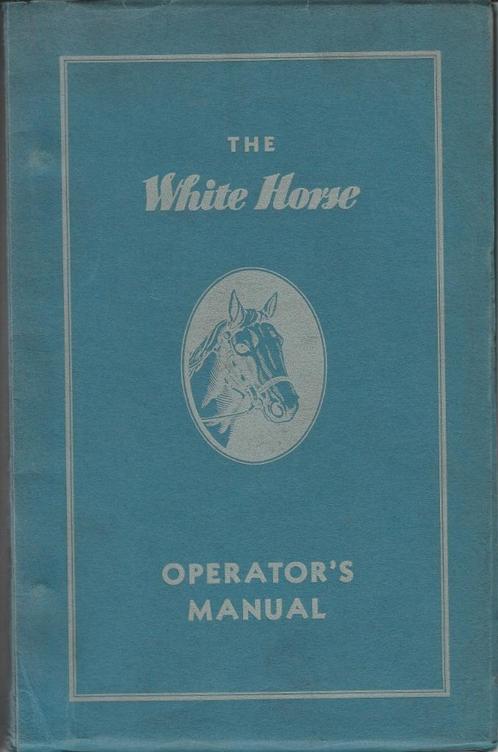 THE
White Horse
OPERATOR'S
MANUAL